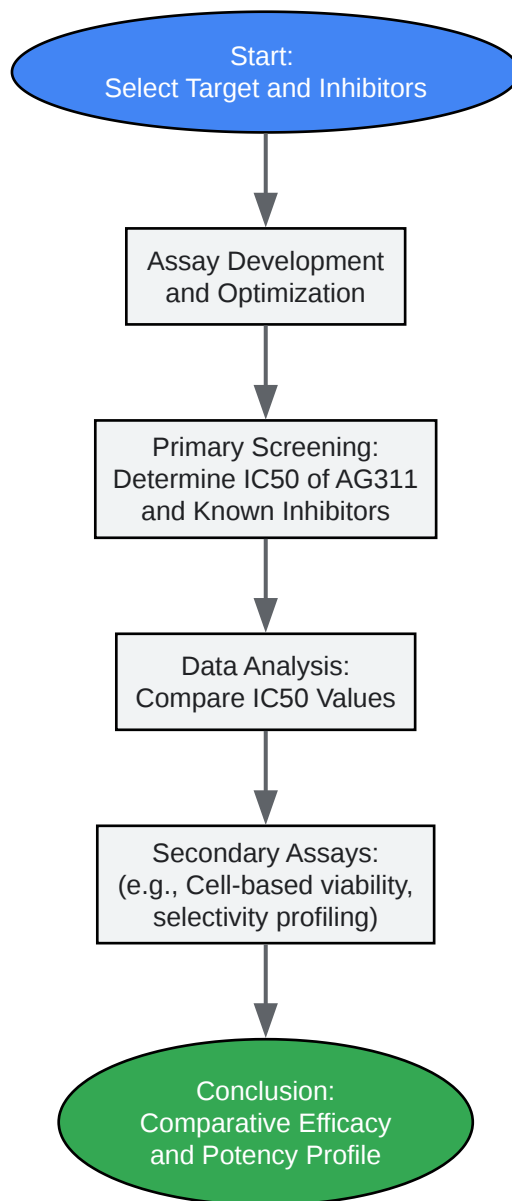 Start:
Select Target and Inhibitors
Assay Development
and Optimization
Primary Screening:
Determine IC50 of AG311
and Known Inhibitors
Data Analysis:
Compare IC50 Values
Secondary Assays:
(e.g., Cell-based viability,
selectivity profiling)
Conclusion:
Comparative Efficacy
and Potency Profile